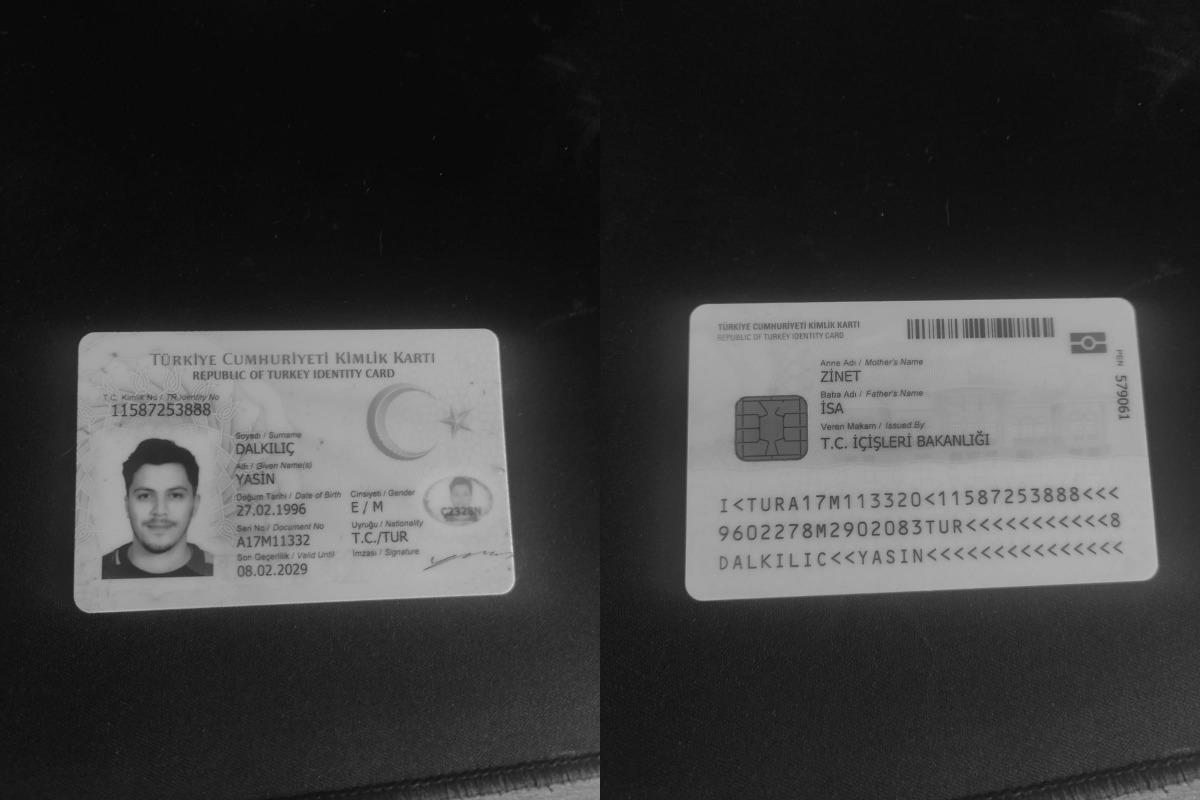 TÜRKİYE CUMHURİYETİ KİMLİK KARTI
REPUBLIC OF TURKEY IDENTITY CARD
T.C. Kimlik No / TR Identity No
11587253888
Soyadı / Surname
DALKILIÇ
Adı / Given Name(s)
YASİN
Doğum Tarihi / Date of Birth
27.02.1996
Cinsiyeti / Gender
E / M
Seri No / Document No
A17M11332
Uyruğu / Nationality
T.C./TUR
Son Geçerlilik / Valid Until
08.02.2029
İmzası / Signature
TÜRKİYE CUMHURİYETİ KİMLİK KARTI
REPUBLIC OF TURKEY IDENTITY CARD
Anne Adı / Mother's Name
ZİNET
Baba Adı / Father's Name
İSA
Veren Makam / Issued By
T.C. İÇİŞLERİ BAKANLIĞI
579061
I<TURA17M113320<11587253888<<<
9602278M2902083TUR<<<<<<<<<<<8
DALKILIC<<YASIN<<<<<<<<<<<<<<<